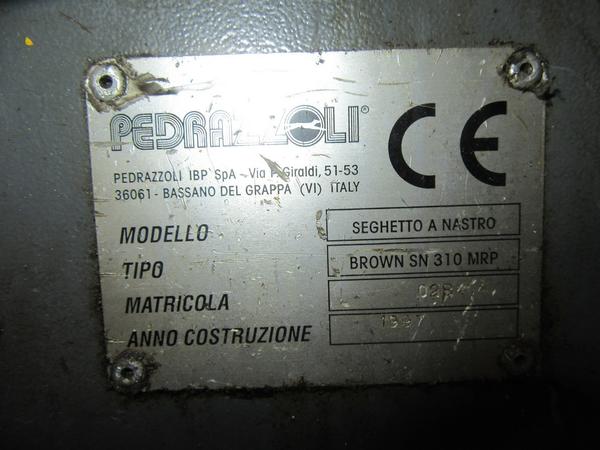 PEDRAZZOLI®
CE
PEDRAZZOLI IBP SpA - Via F. Giraldi, 51-53
36061 - BASSANO DEL GRAPPA (VI) ITALY
MODELLO SEGHETTO A NASTRO
TIPO BROWN SN 310 MRP
MATRICOLA
ANNO COSTRUZIONE 1997